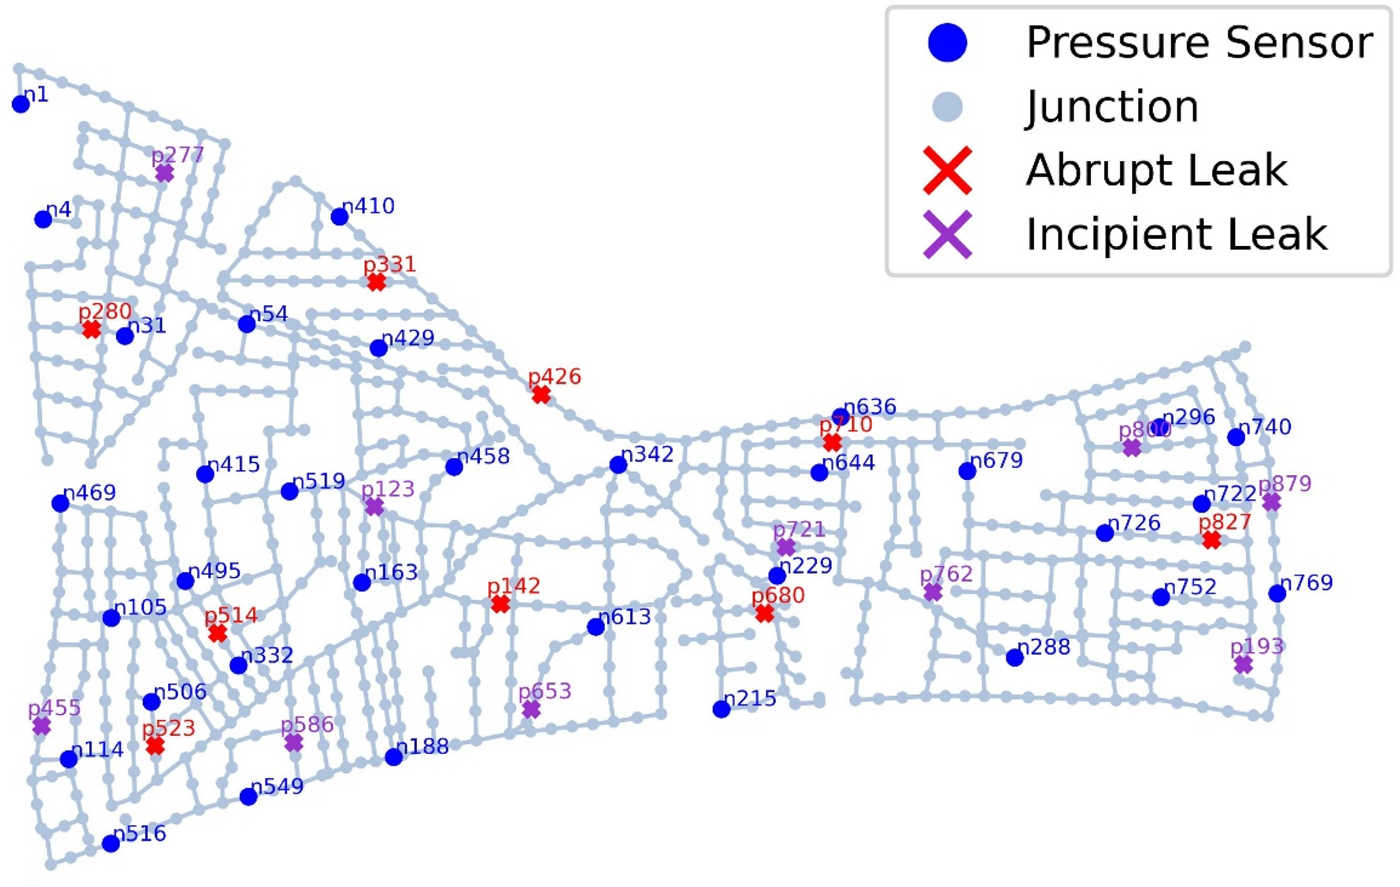 Pressure Sensor
Junction
Abrupt Leak
Incipient Leak
n1
p277
n4
n410
p331
p280
n31
n54
n429
p426
n636
p710
n296
p800
n740
n415
n458
n342
n644
n679
n519
p123
n469
n722
p879
n726
p827
p721
n495
n163
n229
p142
p762
n752
n769
n105
p514
n613
p680
n332
n288
p193
n506
p455
p523
p586
p653
n215
n114
n188
n549
n516